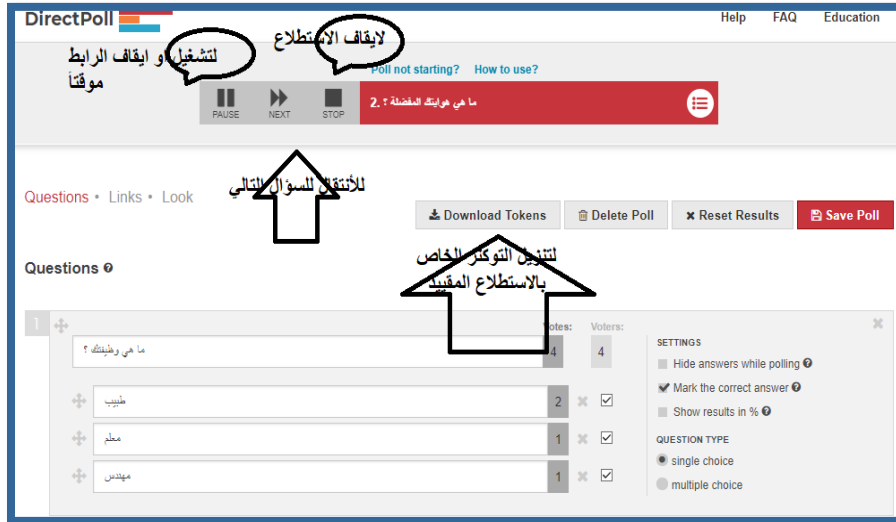 DirectPoll
Help FAQ Education
لايقاف الاستطلاع
لتشغيل او ايقاف الرابط
موقتاً
Poll not starting? How to use?
PAUSE NEXT STOP
2. ما هي هوايتك المفضلة ؟
للأنتقال للسؤال التالي
Questions • Links • Look
Download Tokens Delete Poll Reset Results Save Poll
لتنزيل التوكنز الخاص
بالاستطلاع المقييد
Questions
1
Votes: Voters:
ما هي وظيفتك ؟ 4 4
طبيب 2
معلم 1
مهندس 1
SETTINGS
Hide answers while polling
Mark the correct answer
Show results in %
QUESTION TYPE
single choice
multiple choice